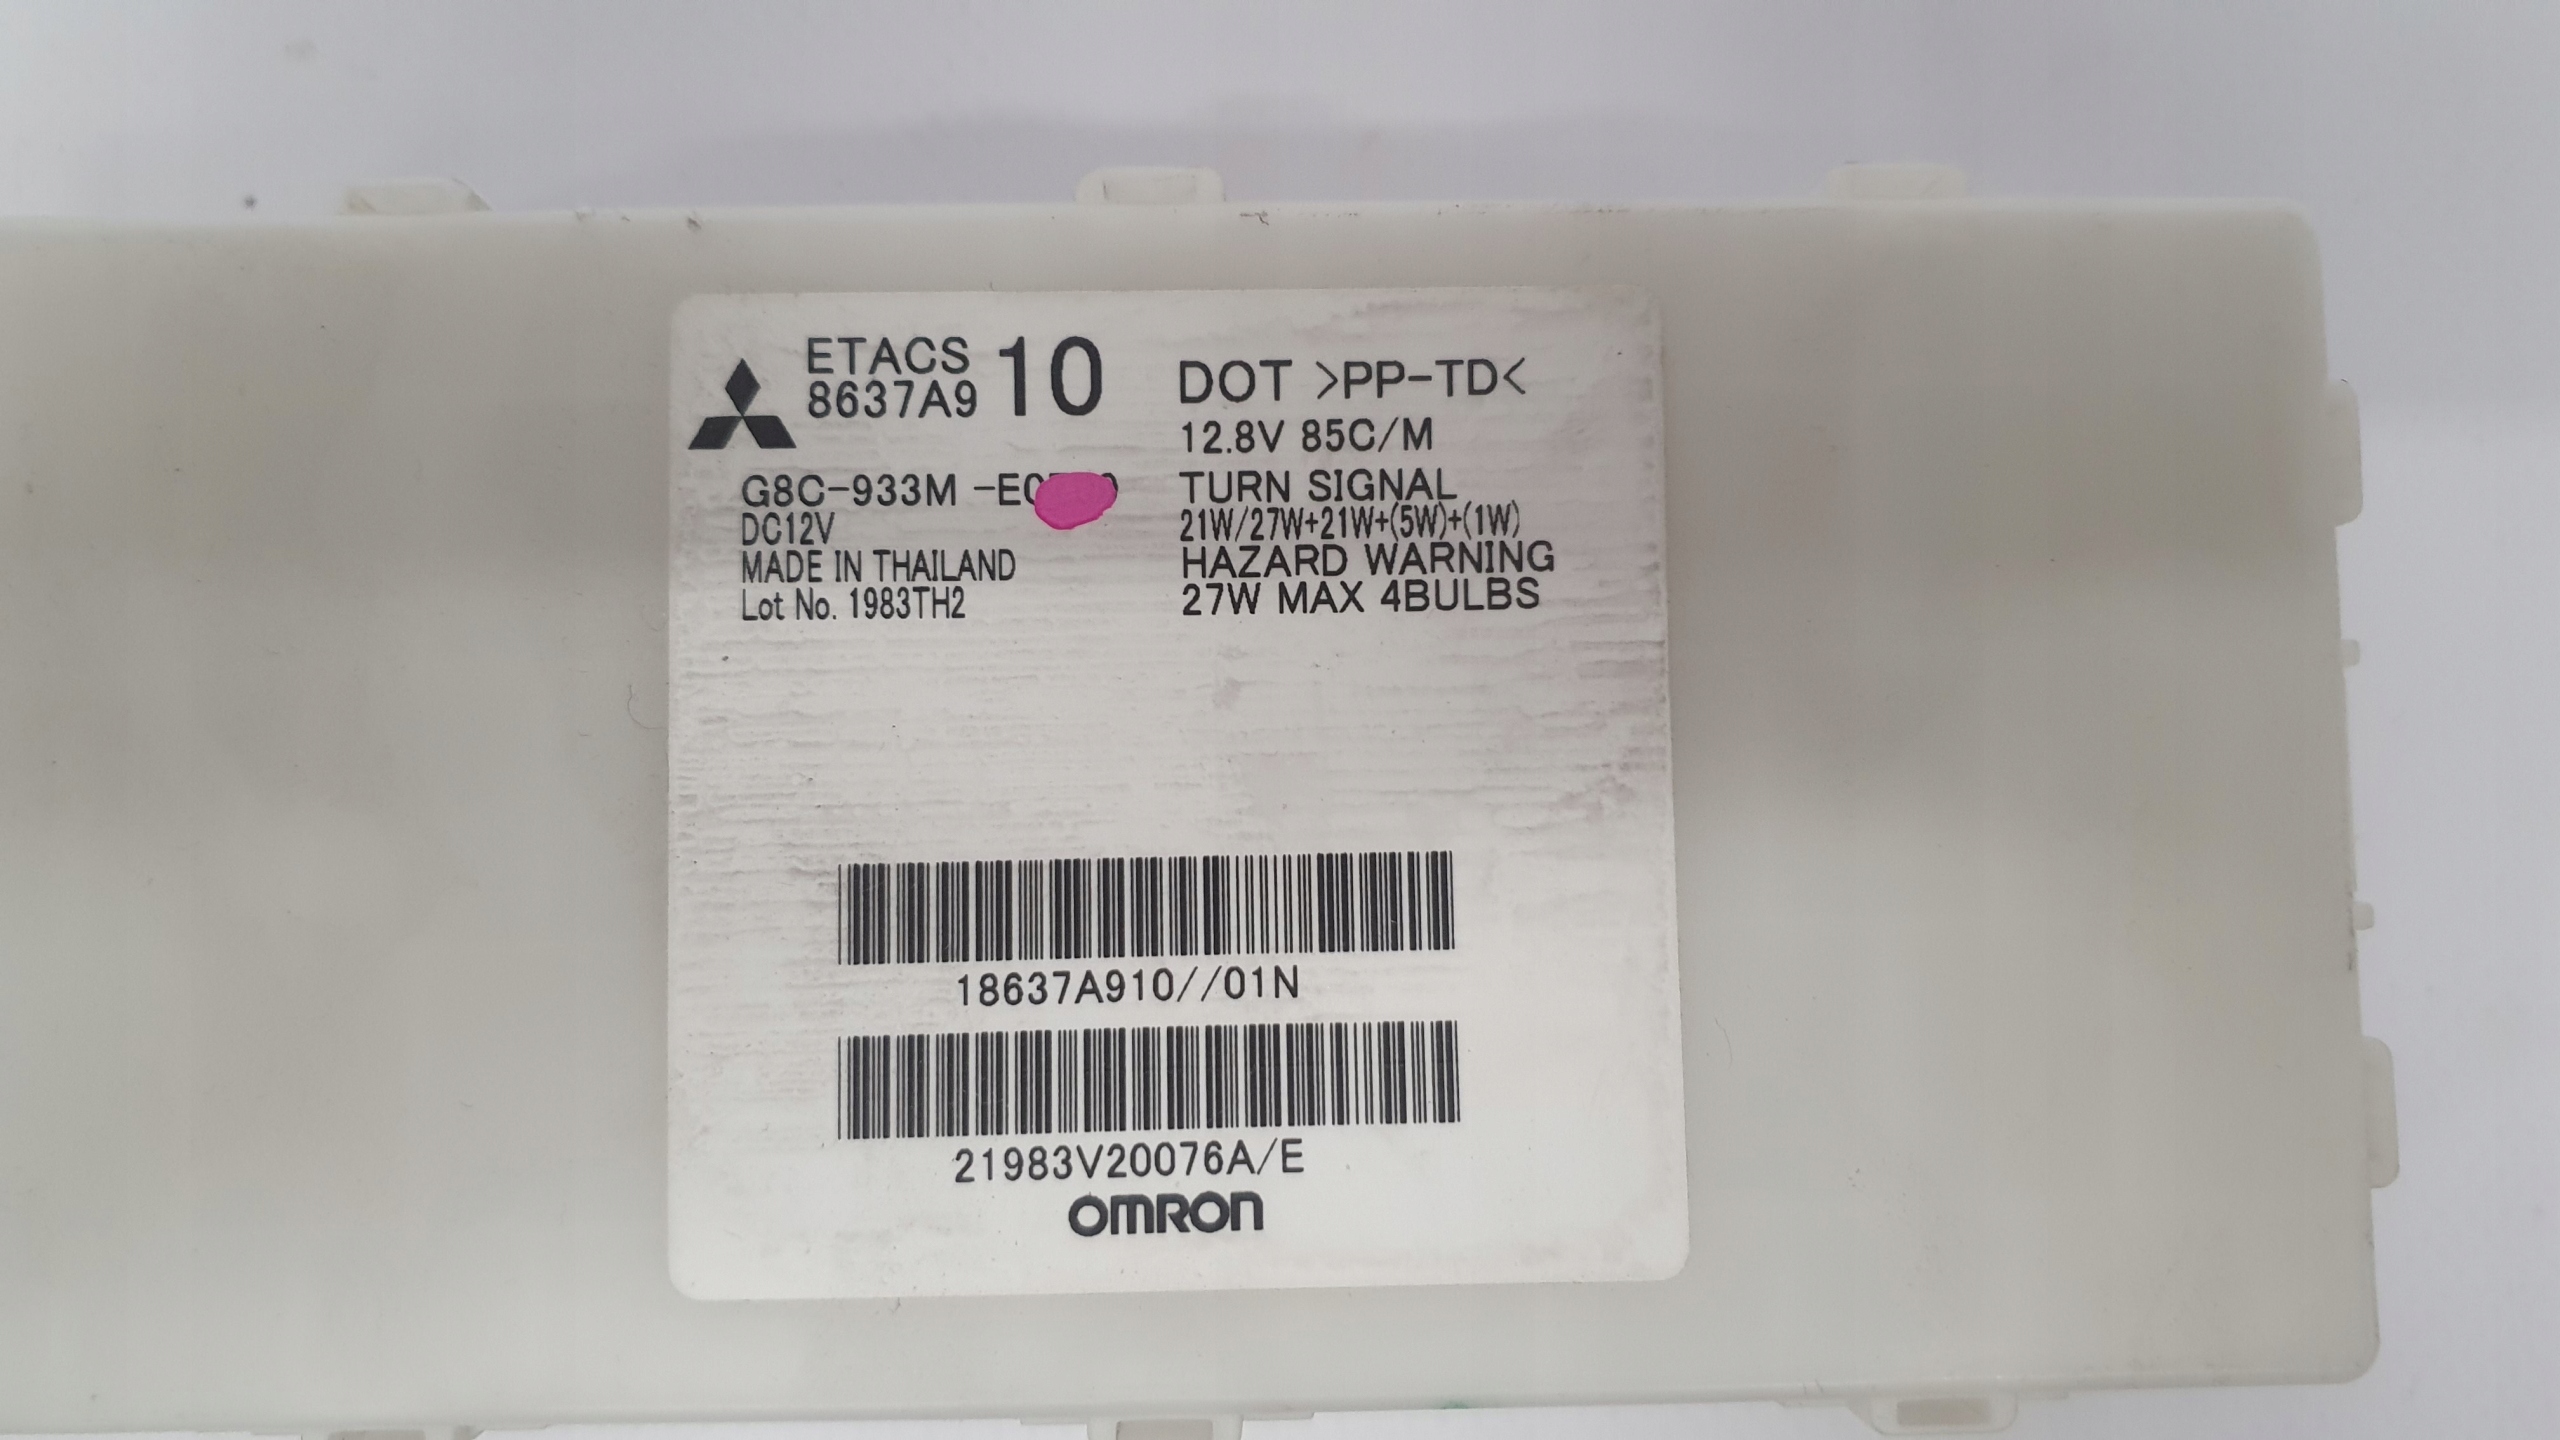 ETACS
8637A9 10
G8C-933M
DC12V
MADE IN THAILAND
Lot No. 1983TH2
DOT >PP-TD<
12.8V 85C/M
TURN SIGNAL
21W/27W+21W+(5W)+(1W)
HAZARD WARNING
27W MAX 4BULBS
18637A910//01N
21983V20076A/E
OMRON